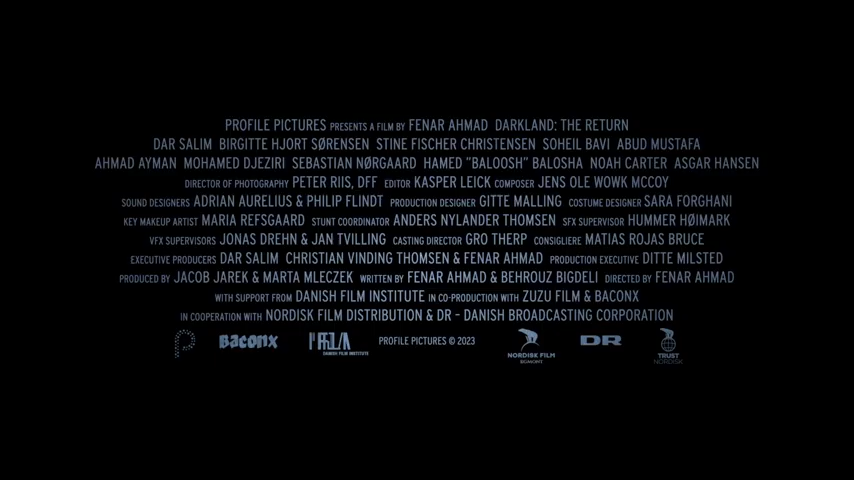 PROFILE PICTURES PRESENTS A FILM BY FENAR AHMAD DARKLAND: THE RETURN
DAR SALIM BIRGITTE HJORT SØRENSEN STINE FISCHER CHRISTENSEN SOHEIL BAVI ABUD MUSTAFA
AHMAD AYMAN MOHAMED DJEZIRI SEBASTIAN NØRGAARD HAMED "BALOOSH" BALOSHA NOAH CARTER ASGAR HANSEN
DIRECTOR OF PHOTOGRAPHY PETER RIIS, DFF EDITOR KASPER LEICK COMPOSER JENS OLE WOWK MCCOY
SOUND DESIGNERS ADRIAN AURELIUS & PHILIP FLINDT PRODUCTION DESIGNER GITTE MALLING COSTUME DESIGNER SARA FORGHANI
KEY MAKEUP ARTIST MARIA REFSGAARD STUNT COORDINATOR ANDERS NYLANDER THOMSEN SFX SUPERVISOR HUMMER HØIMARK
VFX SUPERVISORS JONAS DREHN & JAN TVILLING CASTING DIRECTOR GRO THERP CONSIGLIERE MATIAS ROJAS BRUCE
EXECUTIVE PRODUCERS DAR SALIM CHRISTIAN VINDING THOMSEN & FENAR AHMAD PRODUCTION EXECUTIVE DITTE MILSTED
PRODUCED BY JACOB JAREK & MARTA MLECZEK WRITTEN BY FENAR AHMAD & BEHROUZ BIGDELI DIRECTED BY FENAR AHMAD
WITH SUPPORT FROM DANISH FILM INSTITUTE IN CO-PRODUCTION WITH ZUZU FILM & BACONX
IN COOPERATION WITH NORDISK FILM DISTRIBUTION & DR - DANISH BROADCASTING CORPORATION
P BACONX DANISH FILM INSTITUTE PROFILE PICTURES © 2023 NORDISK FILM DR TRUST NORDISK